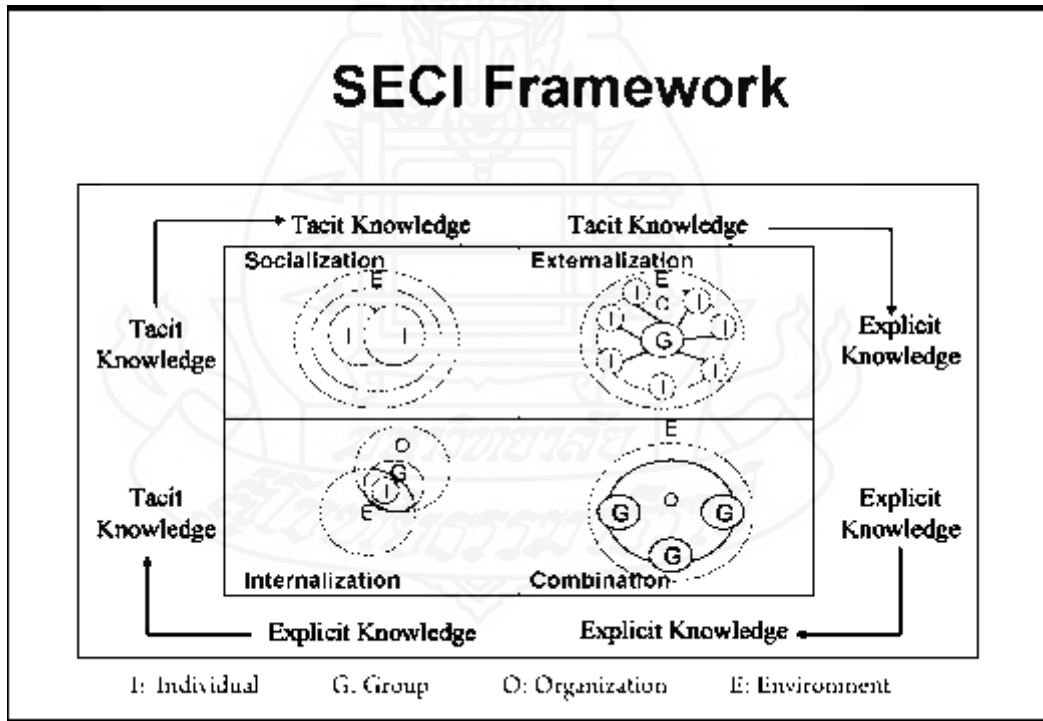 SECI Framework
Tacit Knowledge Tacit Knowledge
Socialization Externalization
E E
I O I
I I I I
Tacit Knowledge G Explicit Knowledge
I I
I
O E
G
I O
Tacit Knowledge E G G Explicit Knowledge
G
Internalization Combination
Explicit Knowledge Explicit Knowledge
I: Individual G: Group O: Organization E: Environment